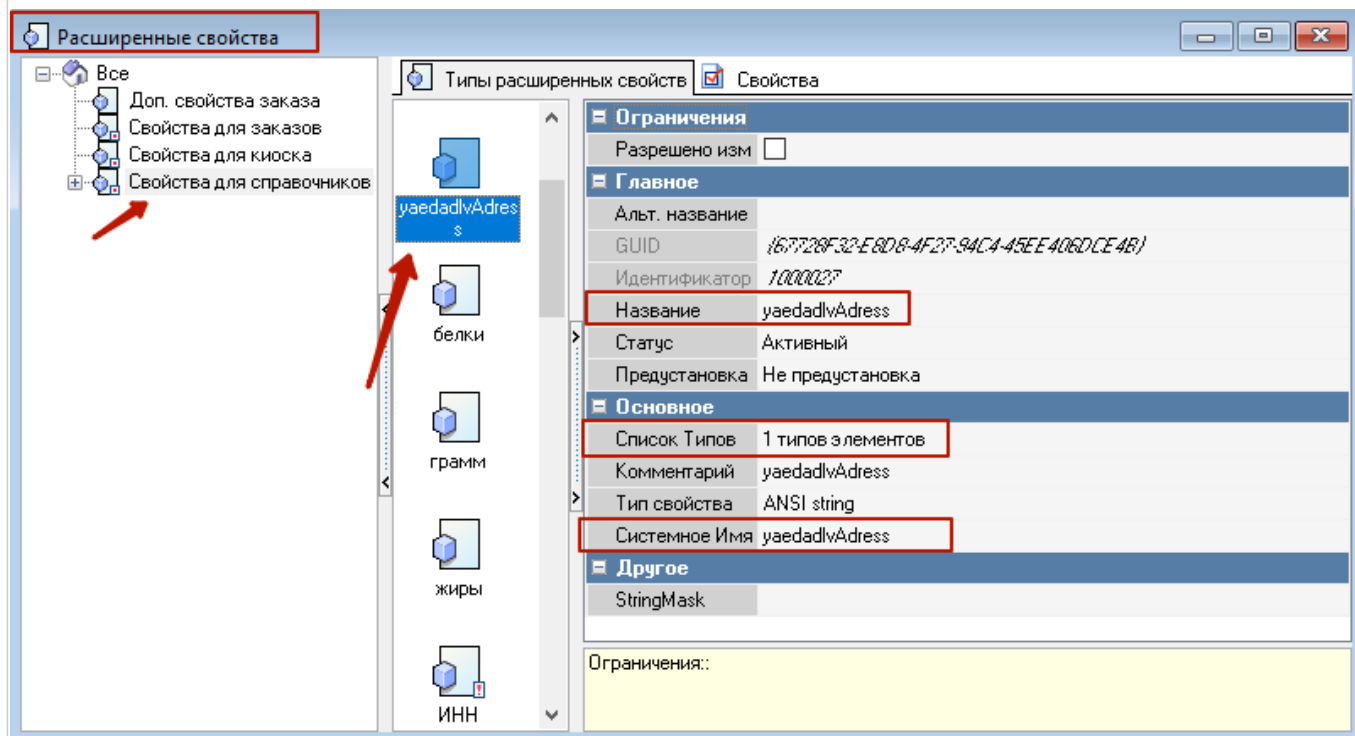 Расширенные свойства
Все
Доп. свойства заказа
Свойства для заказов
Свойства для киоска
Свойства для справочников
Типы расширенных свойств
Свойства
yaedadlvAdres
s
белки
грамм
жиры
ИНН
Ограничения
Разрешено изм
Главное
Альт. название
GUID {67728F32-E8D8-4F27-94C4-45EE406DCE4B}
Идентификатор 1000027
Название yaedadlvAdress
Статус Активный
Предустановка Не предустановка
Основное
Список Типов 1 типов элементов
Комментарий yaedadlvAdress
Тип свойства ANSI string
Системное Имя yaedadlvAdress
Другое
StringMask
Ограничения::